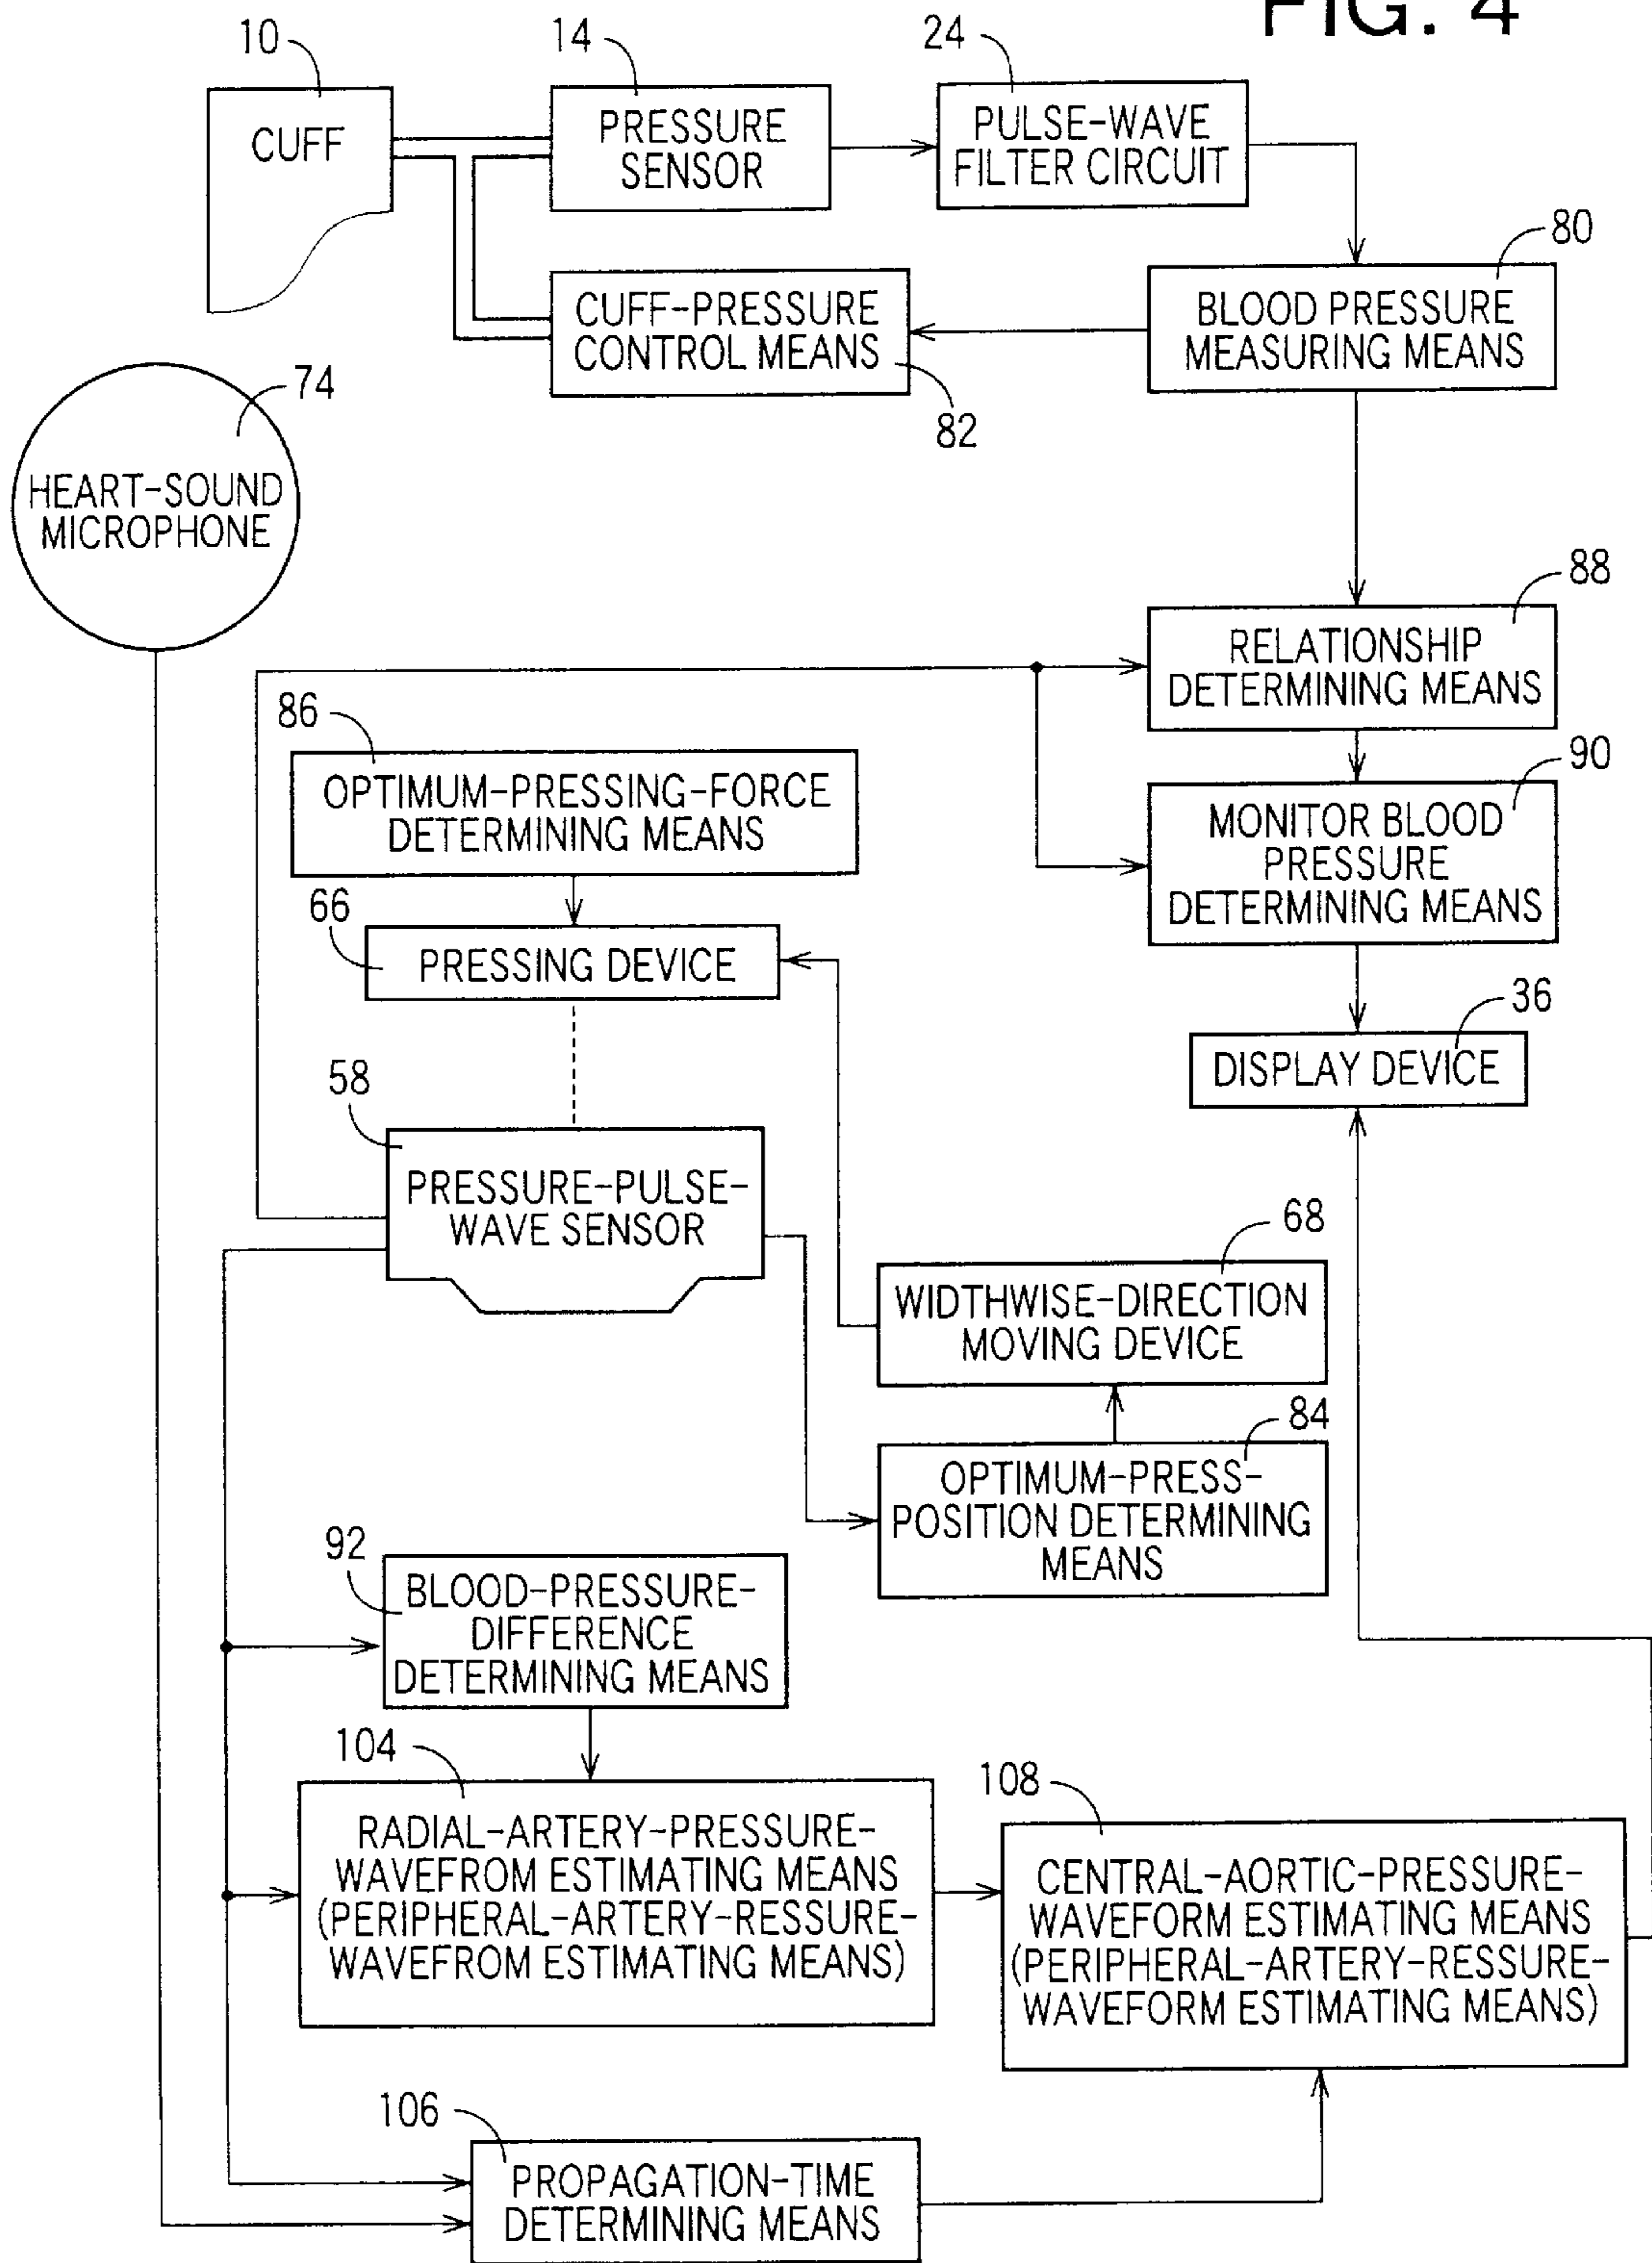 FIG. 4
10
14
24
CUFF
PRESSURE
SENSOR
PULSE-WAVE
FILTER CIRCUIT
80
CUFF-PRESSURE
CONTROL MEANS
BLOOD PRESSURE
MEASURING MEANS
82
74
HEART-SOUND
MICROPHONE
88
RELATIONSHIP
DETERMINING MEANS
86
OPTIMUM-PRESSING-FORCE
DETERMINING MEANS
90
MONITOR BLOOD
PRESSURE
DETERMINING MEANS
66
PRESSING DEVICE
36
DISPLAY DEVICE
58
PRESSURE-PULSE-
WAVE SENSOR
68
WIDTHWISE-DIRECTION
MOVING DEVICE
84
OPTIMUM-PRESS-
POSITION DETERMINING
MEANS
92
BLOOD-PRESSURE-
DIFFERENCE
DETERMINING MEANS
104
RADIAL-ARTERY-PRESSURE-
WAVEFROM ESTIMATING MEANS
(PERIPHERAL-ARTERY-RESSURE-
WAVEFROM ESTIMATING MEANS)
108
CENTRAL-AORTIC-PRESSURE-
WAVEFORM ESTIMATING MEANS
(PERIPHERAL-ARTERY-RESSURE-
WAVEFORM ESTIMATING MEANS)
106
PROPAGATION-TIME
DETERMINING MEANS